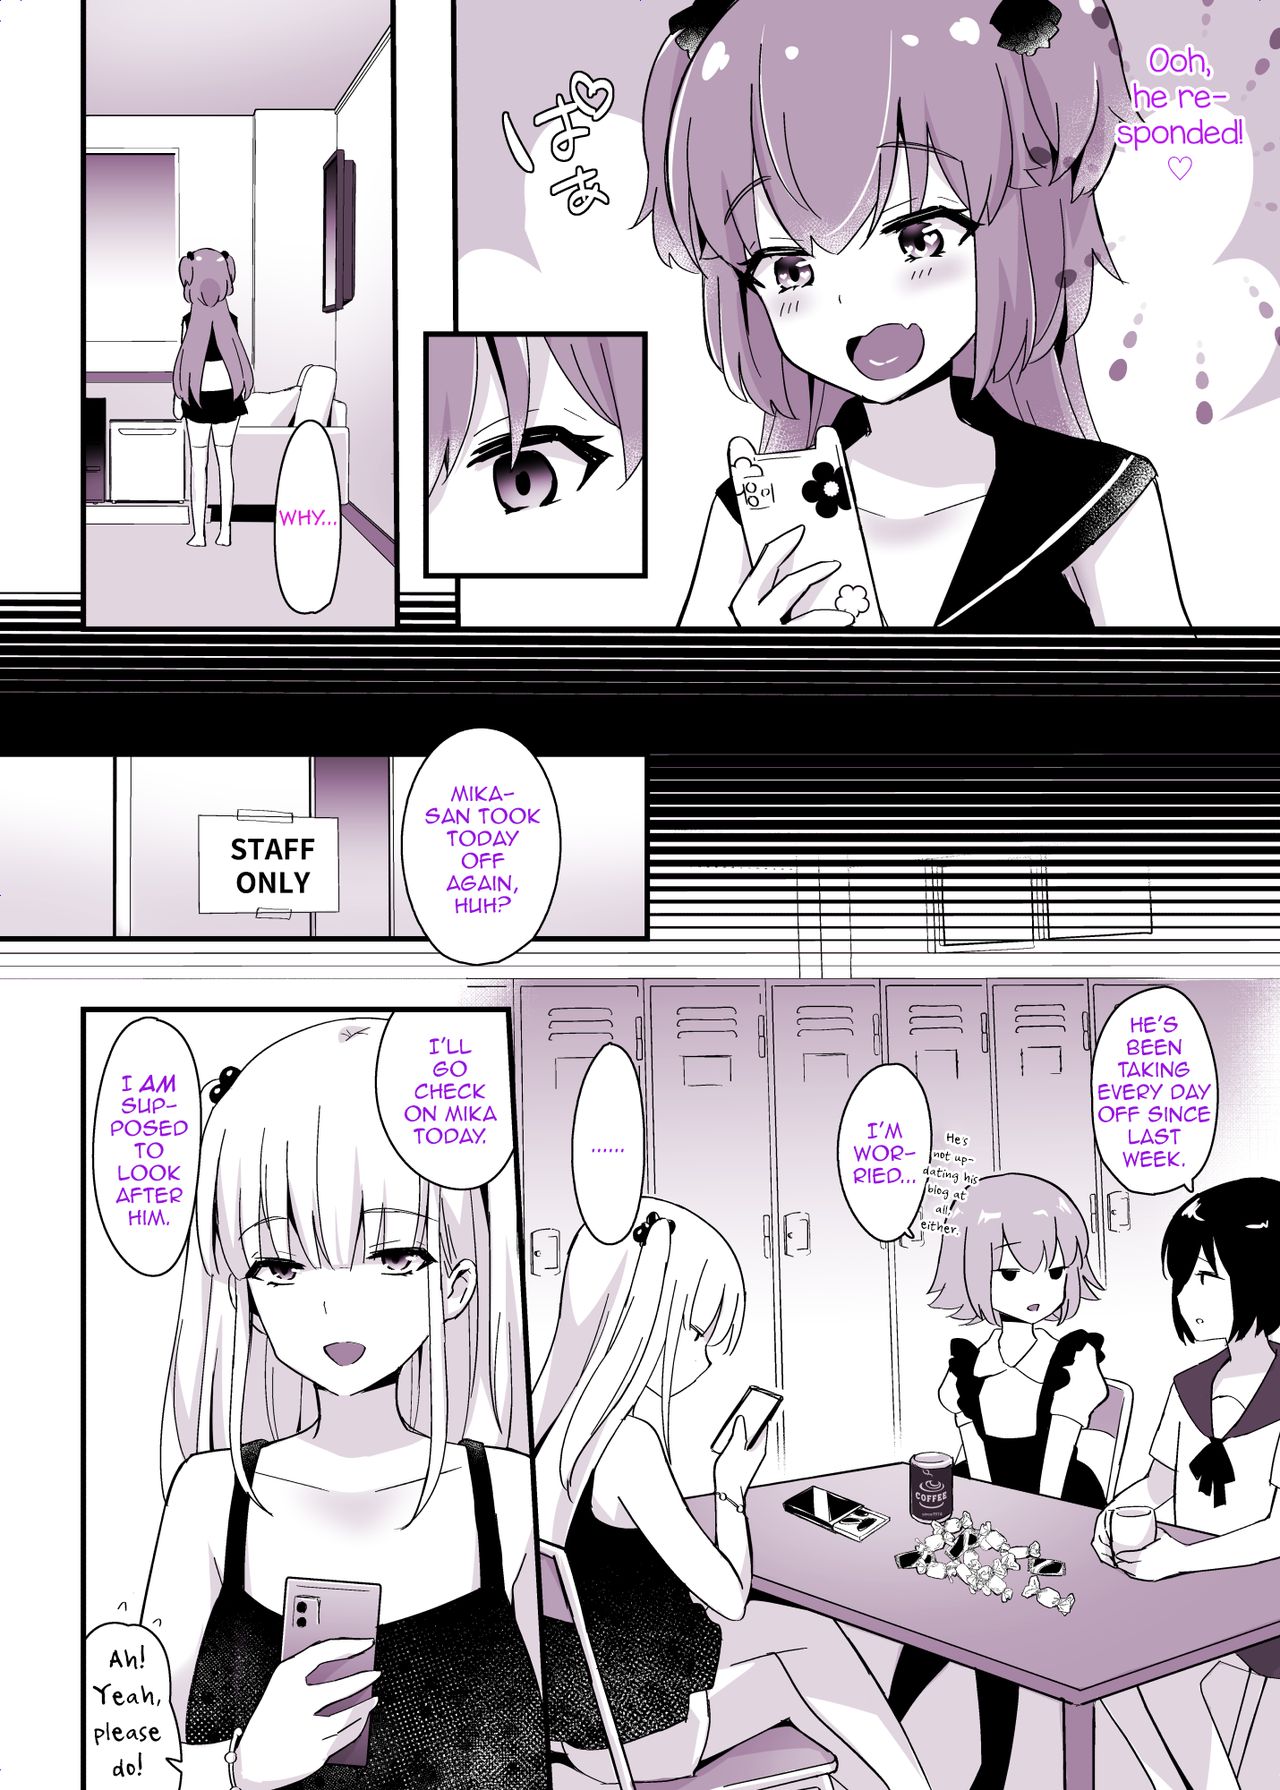 Ooh,
he re-
sponded!
♡
ぱぁ♡
WHY...
MIKA-
SAN TOOK
TODAY
OFF
AGAIN,
HUH?
STAFF
ONLY
HE'S
BEEN
TAKING
EVERY DAY
OFF SINCE
LAST
WEEK.
I'M
WOR-
RIED...
He's
not up-
dating his
blog at
all,
either.
......
I'LL
GO
CHECK
ON MIKA
TODAY.
I AM
SUP-
POSED
TO
LOOK
AFTER
HIM.
COFFEE
Ah!
Yeah,
please
do!